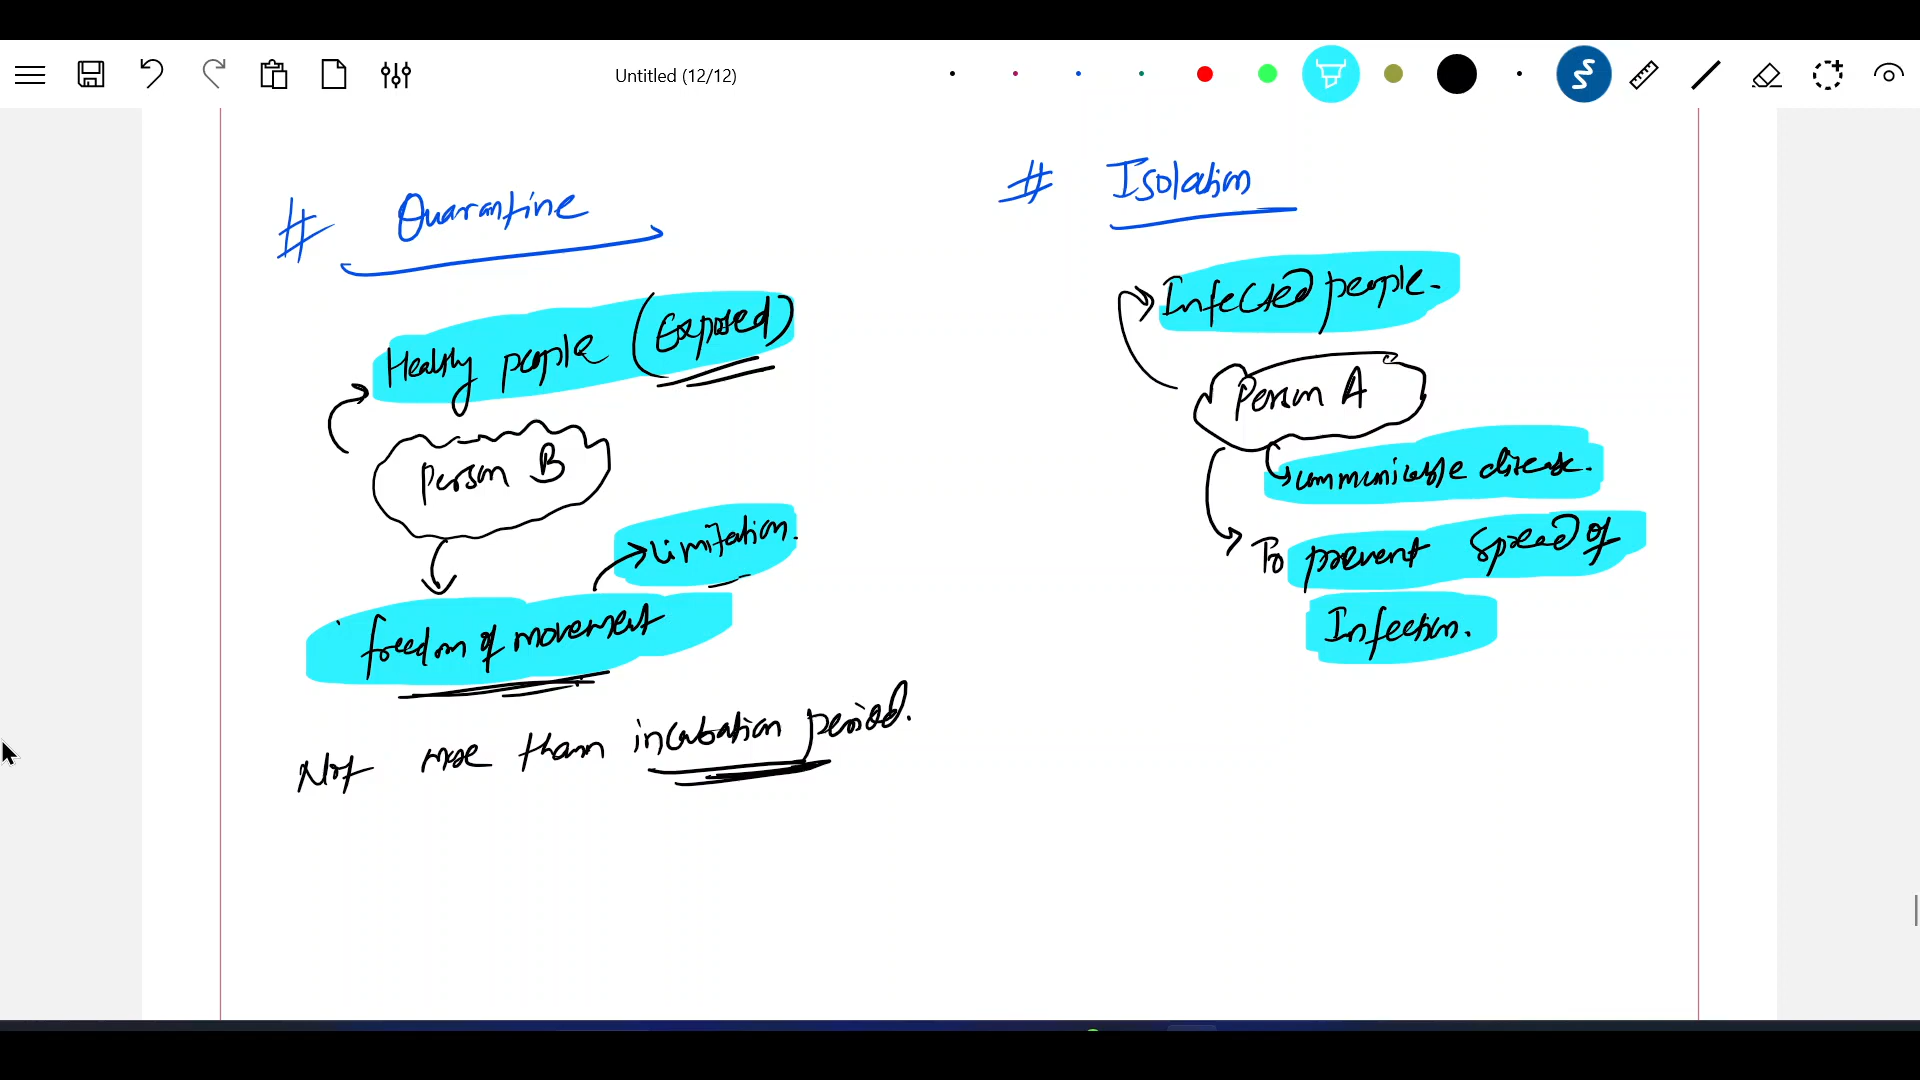 Untitled (12/12)
# Quarantine
Healthy people (Exposed)
Person B
→ Limitation.
freedom of movement
Not more than incubation period.
# Isolation
Infected people.
Person A
communicable disease.
To prevent spread of
Infection.